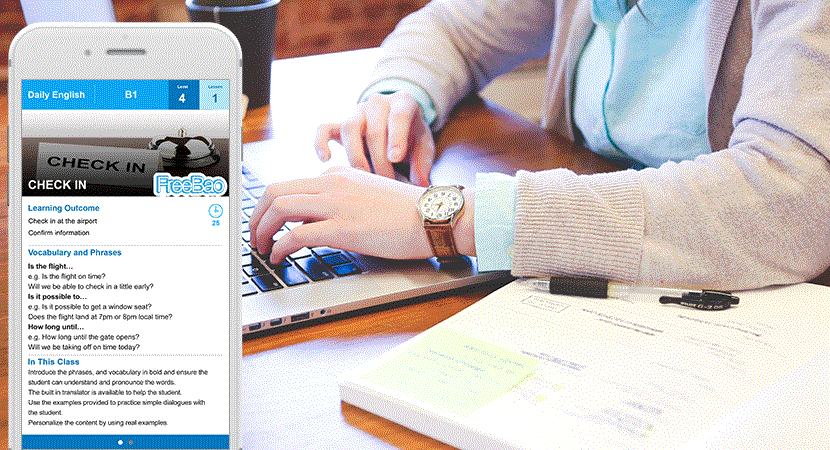 Daily English
B1
Level
4
Lesson
1
CHECK IN
CHECK IN
FreeBao
Learning Outcome
25
Check in at the airport
Confirm information
Vocabulary and Phrases
Is the flight…
e.g. Is the flight on time?
Will we be able to check in a little early?
Is it possible to…
e.g. Is it possible to get a window seat?
Does the flight land at 7pm or 8pm local time?
How long until…
e.g. How long until the gate opens?
Will we be taking off on time today?
In This Class
Introduce the phrases, and vocabulary in bold and ensure the
student can understand and pronounce the words.
The built in translator is available to help the student.
Use the examples provided to practice simple dialogues with
the student.
Personalize the content by using real examples.